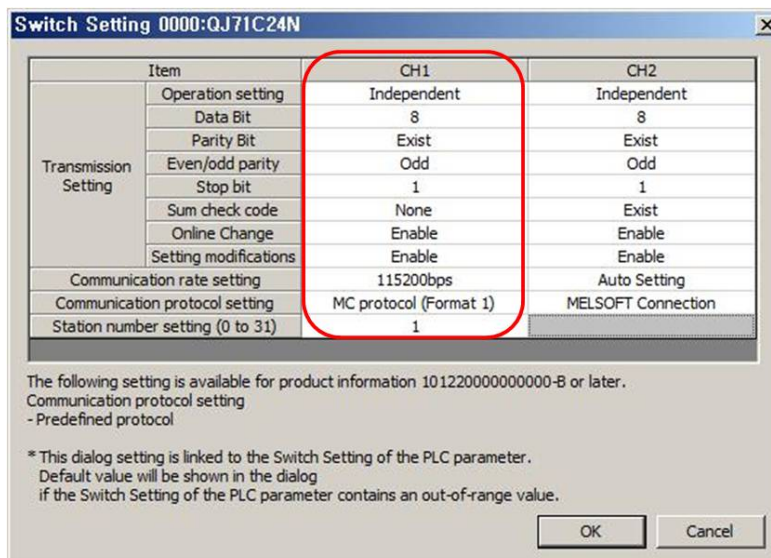 Switch Setting 0000:QJ71C24N
Item CH1 CH2
Operation setting Independent Independent
Data Bit 8 8
Parity Bit Exist Exist
Transmission Setting Even/odd parity Odd Odd
Stop bit 1 1
Sum check code None Exist
Online Change Enable Enable
Setting modifications Enable Enable
Communication rate setting 115200bps Auto Setting
Communication protocol setting MC protocol (Format 1) MELSOFT Connection
Station number setting (0 to 31) 1
The following setting is available for product information 101220000000000-B or later.
Communication protocol setting
- Predefined protocol
* This dialog setting is linked to the Switch Setting of the PLC parameter.
Default value will be shown in the dialog
if the Switch Setting of the PLC parameter contains an out-of-range value.
OK Cancel